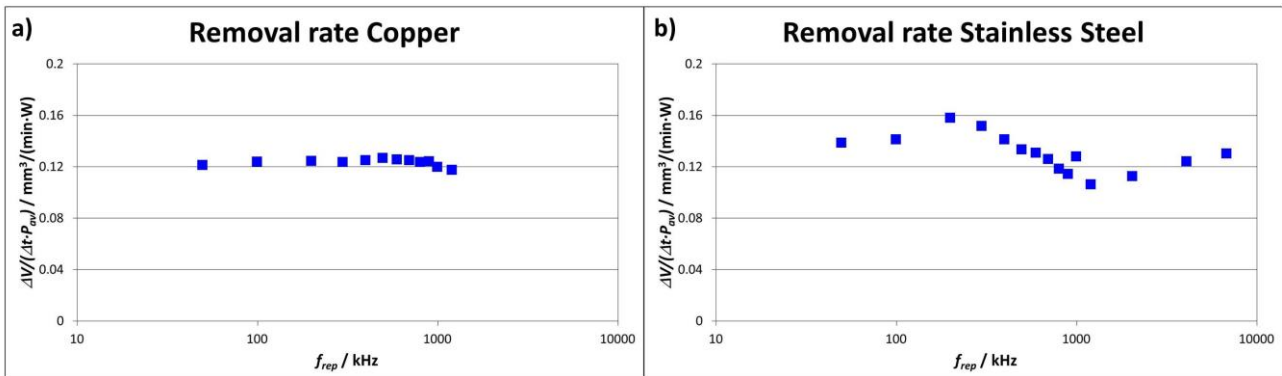 a)
Removal rate Copper
0.2
0.16
0.12
0.08
0.04
0
10
100
1000
10000
ΔV/(Δt·Pav) / mm³/(min·W)
frep / kHz
b)
Removal rate Stainless Steel
0.2
0.16
0.12
0.08
0.04
0
10
100
1000
10000
ΔV/(Δt·Pav) / mm³/(min·W)
frep / kHz